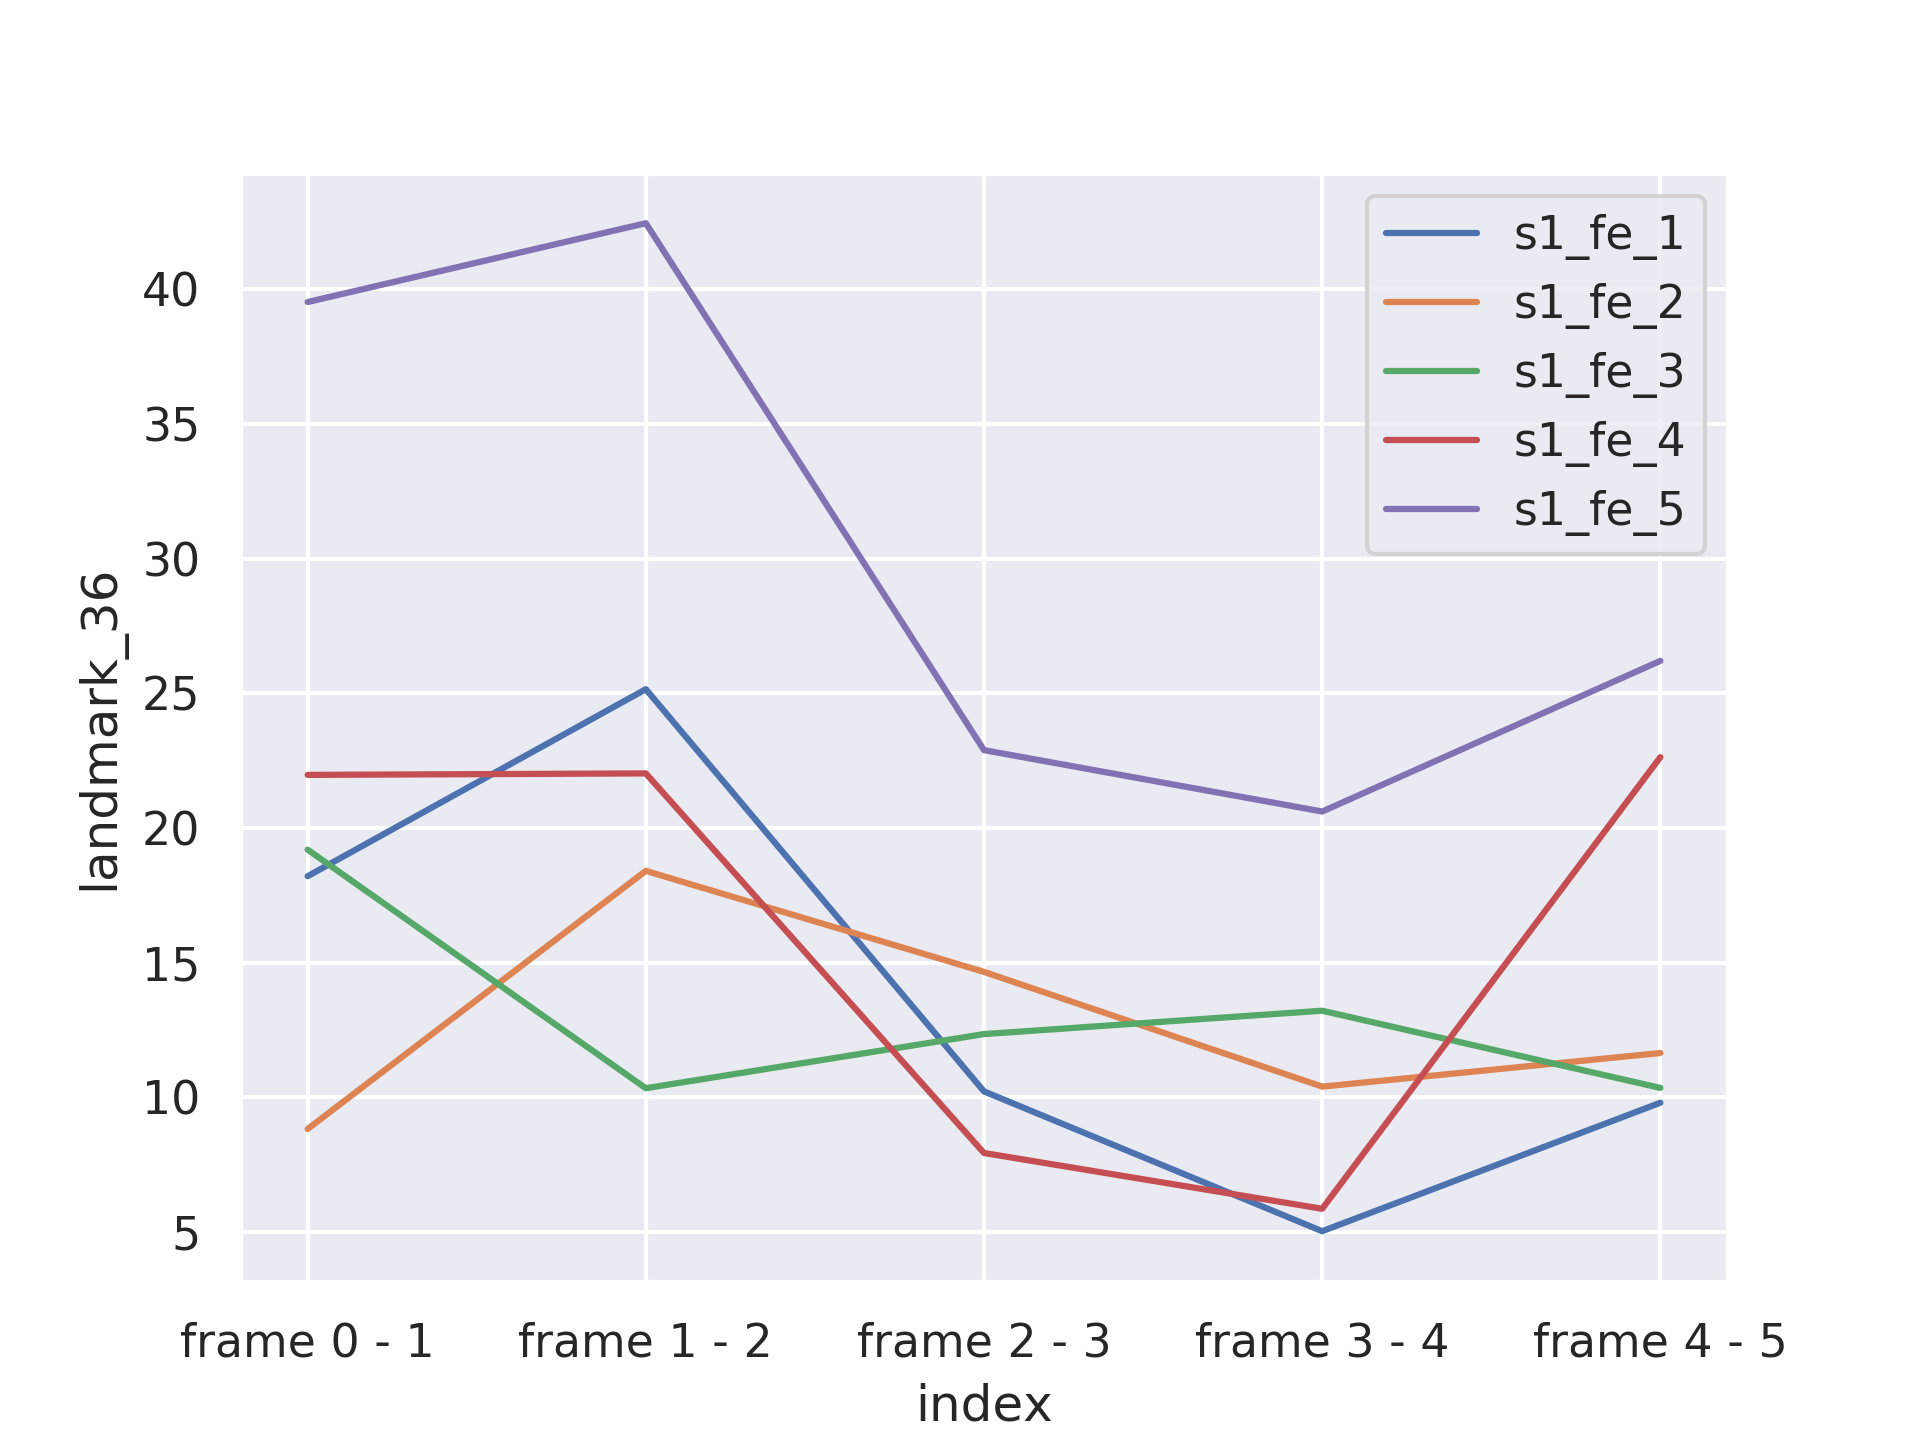 s1_fe_1
s1_fe_2
s1_fe_3
s1_fe_4
s1_fe_5
40
35
30
25
20
15
10
5
landmark_36
frame 0 - 1
frame 1 - 2
frame 2 - 3
frame 3 - 4
frame 4 - 5
index